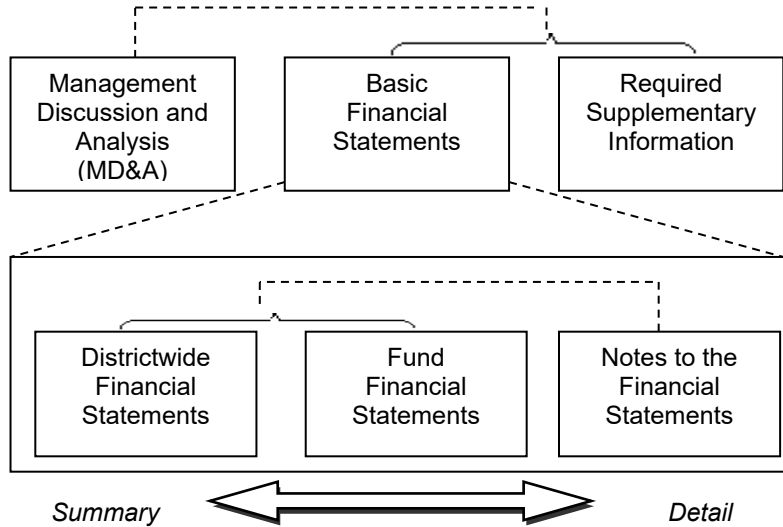 Management
Discussion and
Analysis
(MD&A)
Basic
Financial
Statements
Required
Supplementary
Information
Districtwide
Financial
Statements
Fund
Financial
Statements
Notes to the
Financial
Statements
Summary
Detail